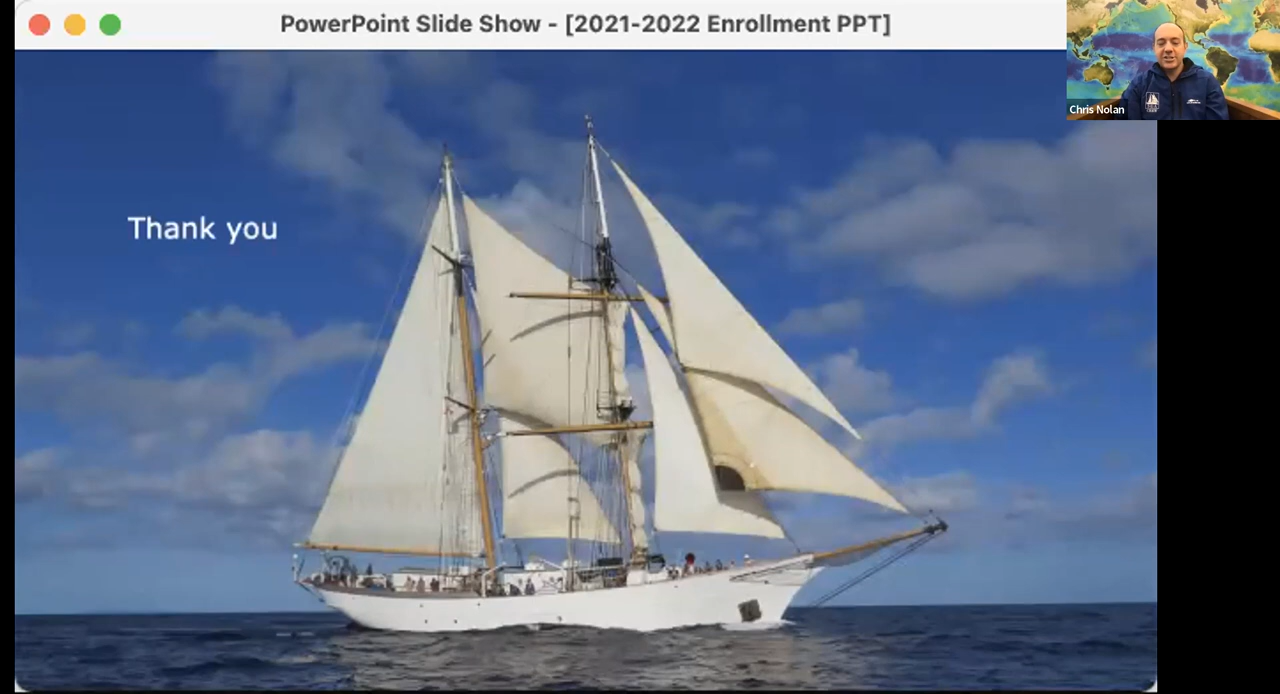 PowerPoint Slide Show - [2021-2022 Enrollment PPT]
Chris Nolan
Thank you